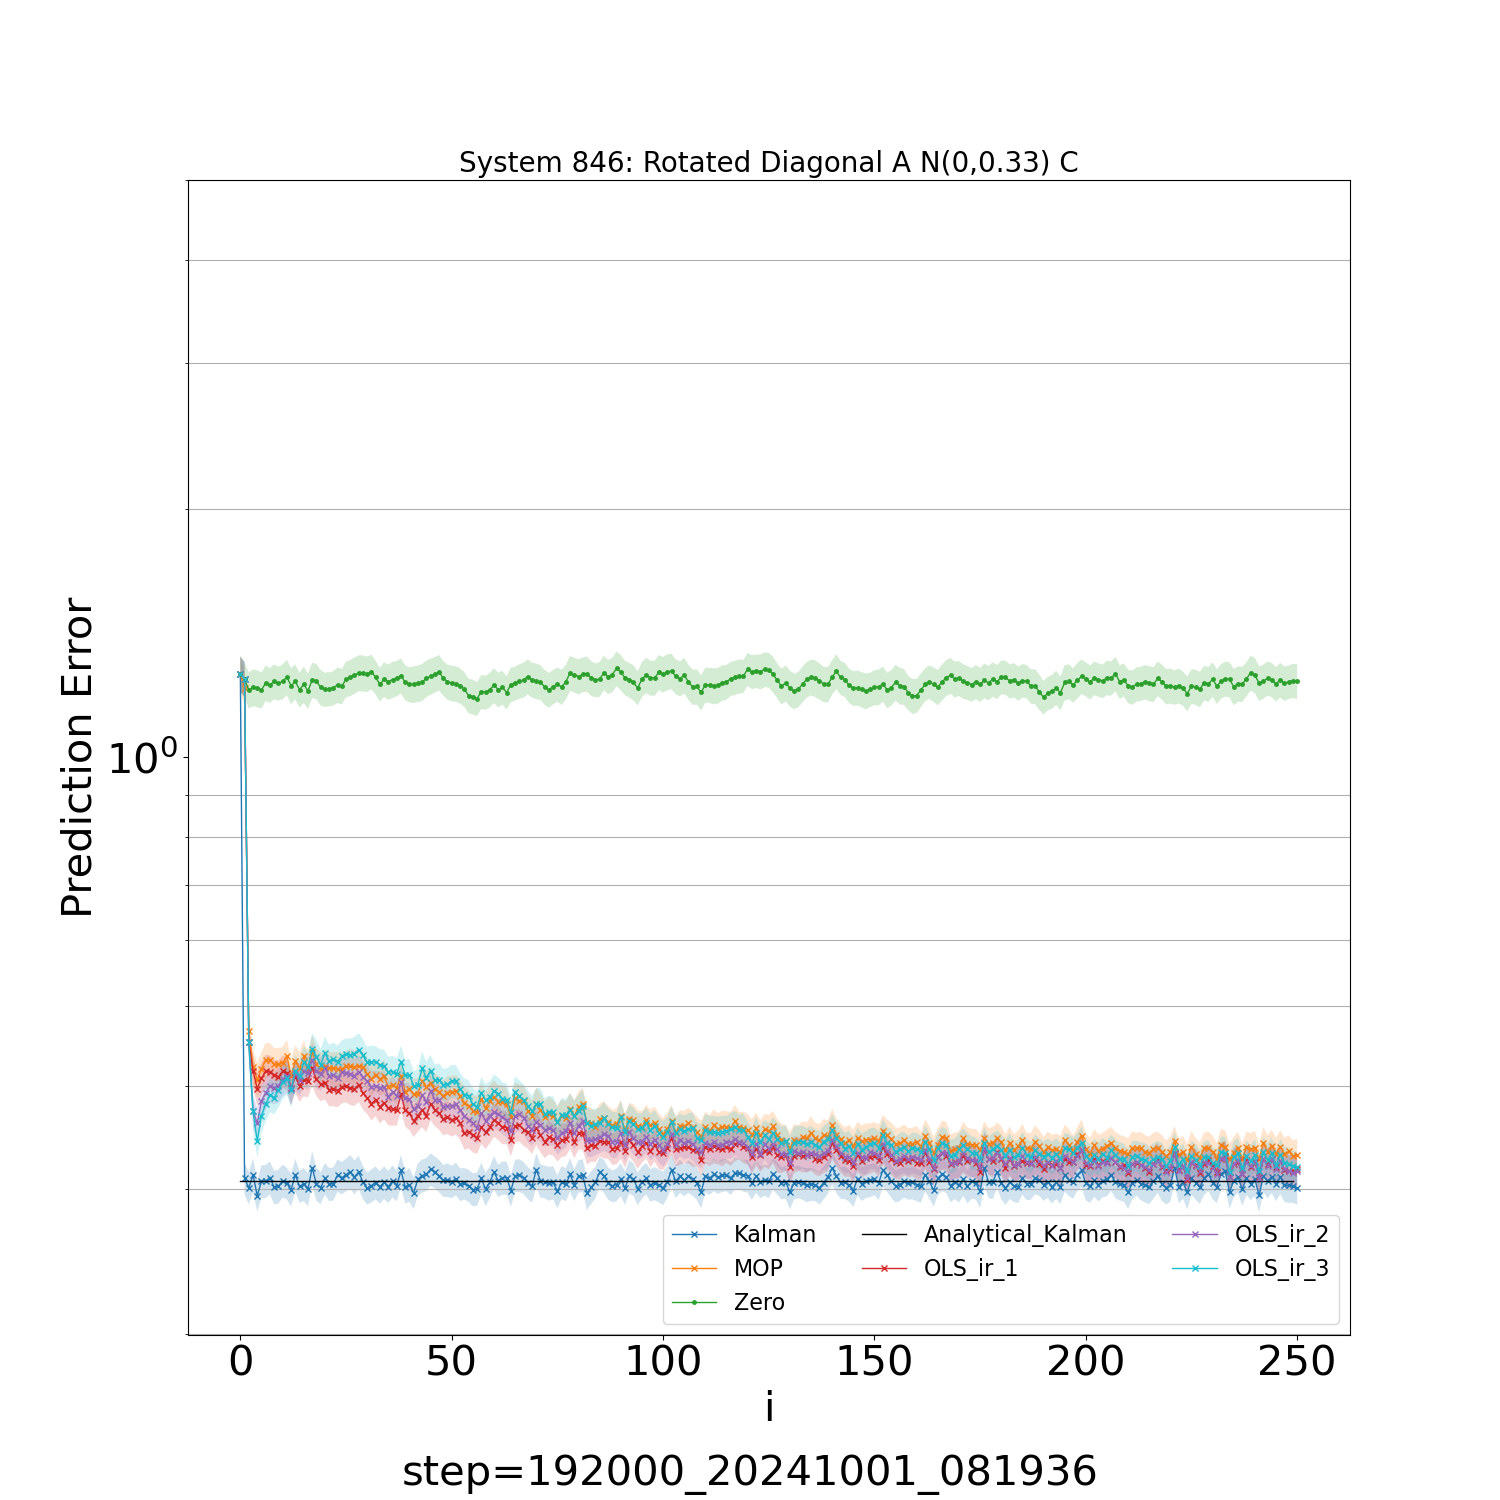 System 846: Rotated Diagonal A N(0,0.33) C
Prediction Error
10⁰
Kalman
MOP
Zero
Analytical_Kalman
OLS_ir_1
OLS_ir_2
OLS_ir_3
0 50 100 150 200 250
i
step=192000_20241001_081936